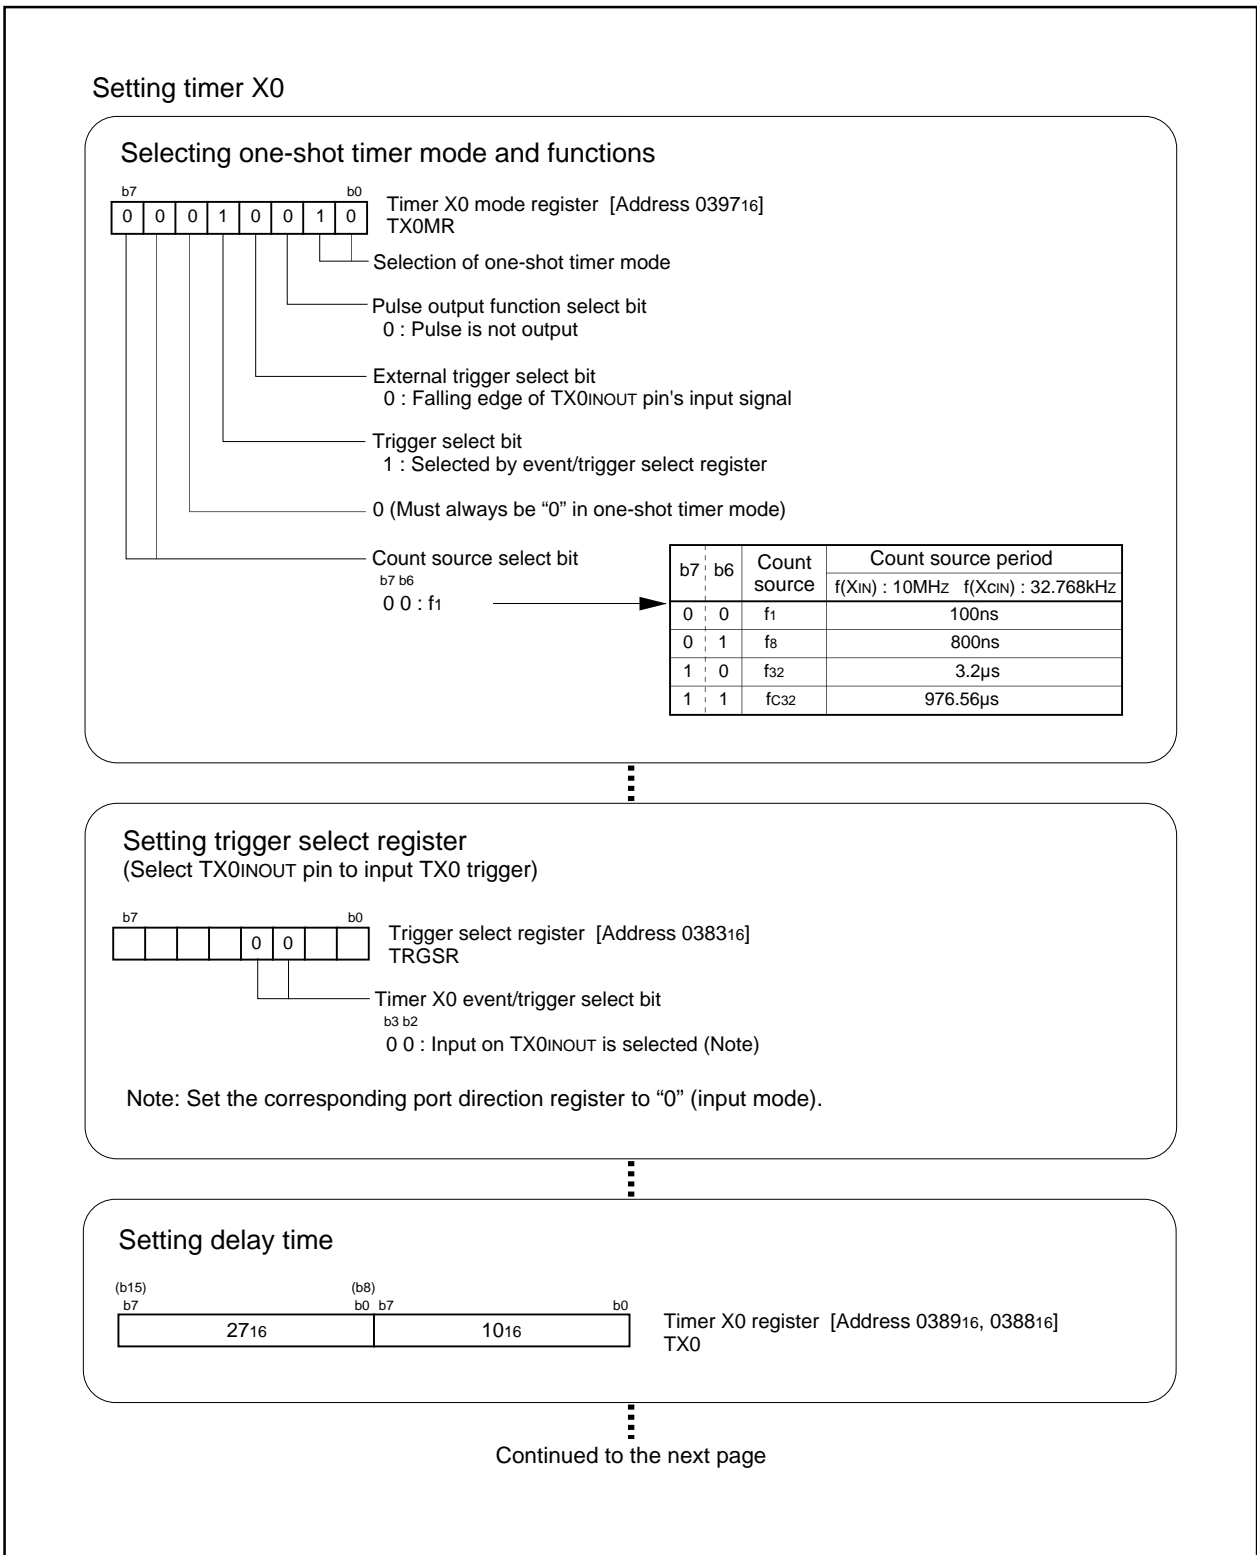 Setting timer X0
Selecting one-shot timer mode and functions
b7 b0
0 0 0 1 0 0 1 0
Timer X0 mode register [Address 039716]
TX0MR
Selection of one-shot timer mode
Pulse output function select bit
0 : Pulse is not output
External trigger select bit
0 : Falling edge of TX0INOUT pin's input signal
Trigger select bit
1 : Selected by event/trigger select register
0 (Must always be “0” in one-shot timer mode)
Count source select bit
b7 b6
0 0 : f1
b7 b6 Count source Count source period
f(XIN) : 10MHz f(XCIN) : 32.768kHz
0 0 f1 100ns
0 1 f8 800ns
1 0 f32 3.2µs
1 1 fC32 976.56µs
Setting trigger select register
(Select TX0INOUT pin to input TX0 trigger)
b7 b0
0 0
Trigger select register [Address 038316]
TRGSR
Timer X0 event/trigger select bit
b3 b2
0 0 : Input on TX0INOUT is selected (Note)
Note: Set the corresponding port direction register to “0” (input mode).
Setting delay time
(b15) (b8)
b7 b0 b7 b0
2716 1016
Timer X0 register [Address 038916, 038816]
TX0
Continued to the next page